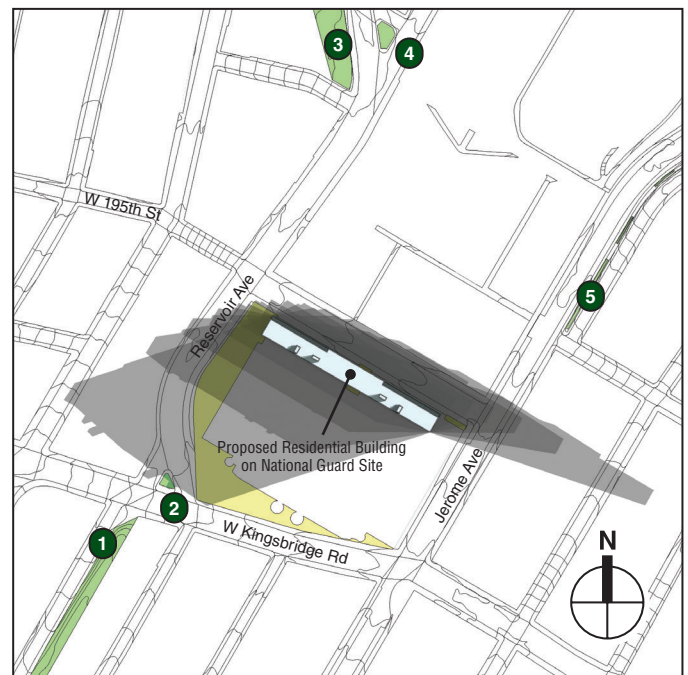 3
4
W 195th St
5
Reservoir Ave
Proposed Residential Building
on National Guard Site
Jerome Ave
2
1
W Kingsbridge Rd
N